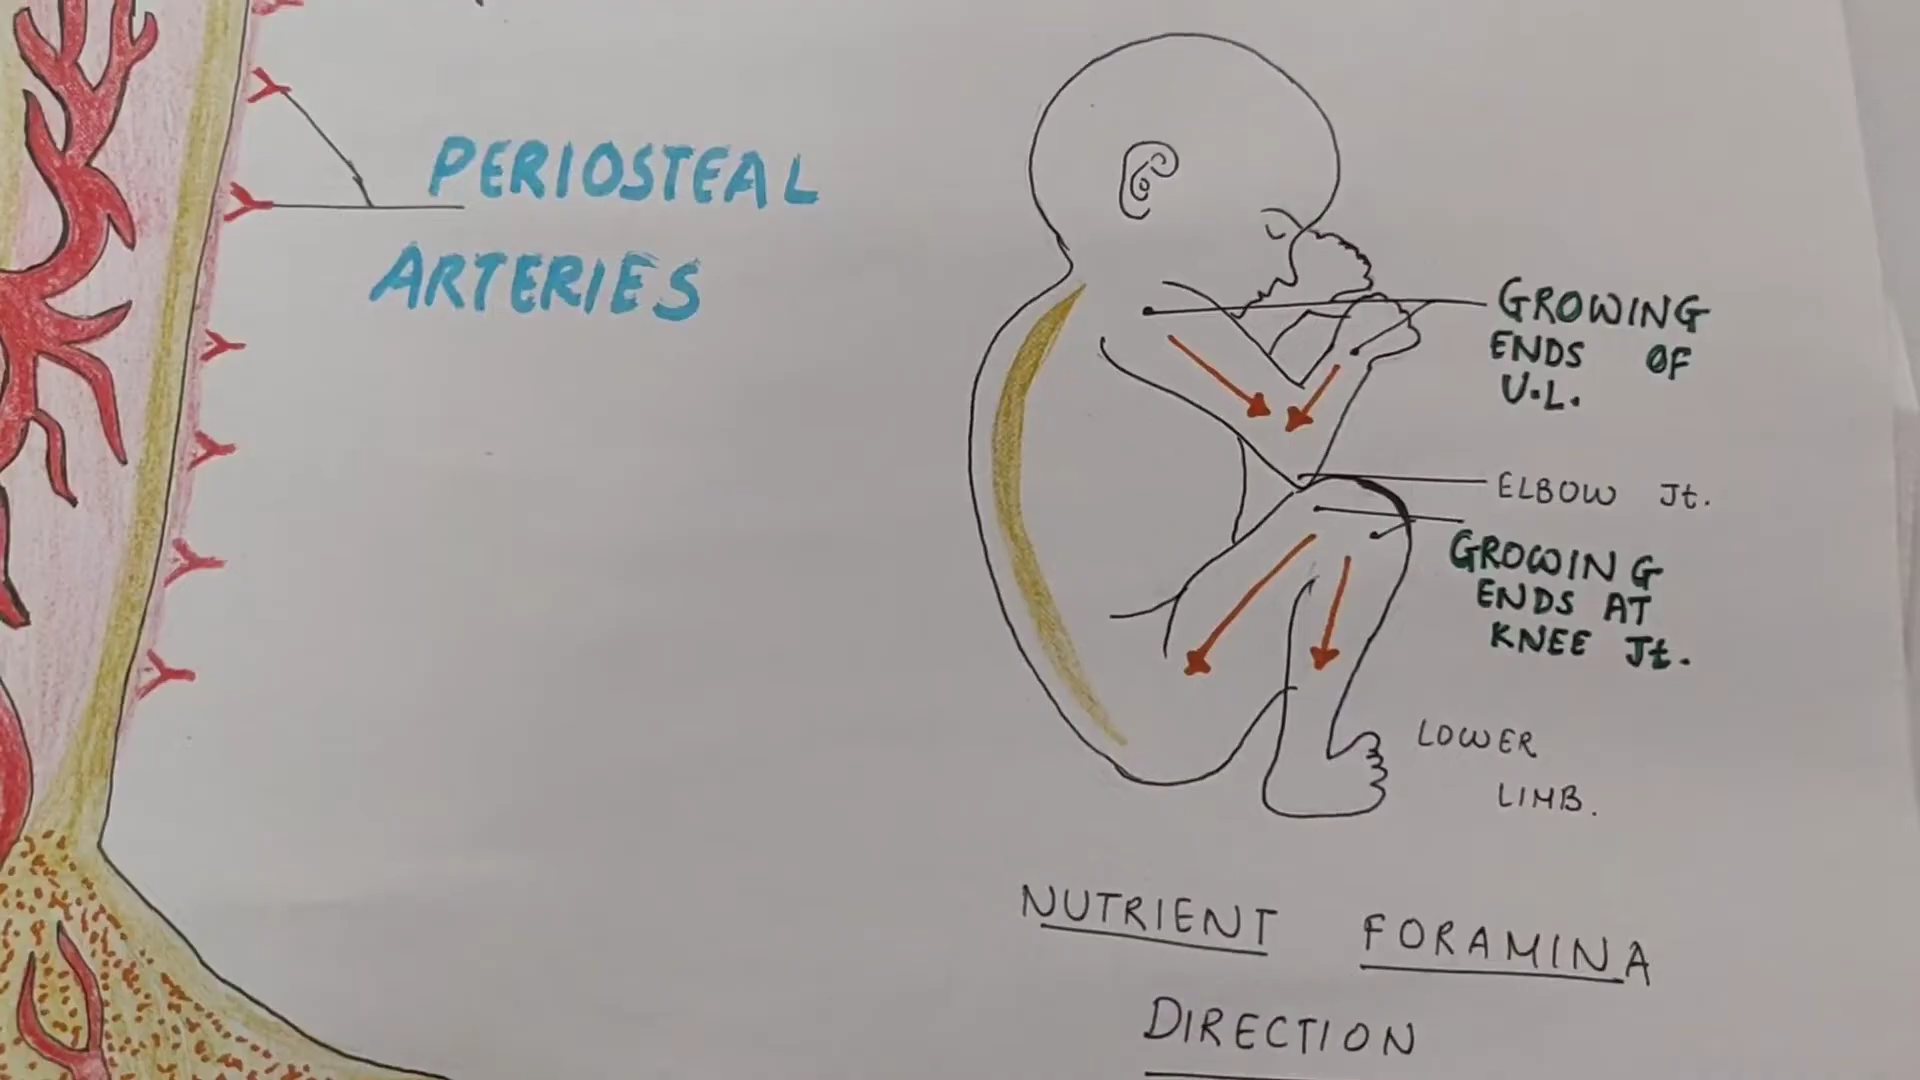 PERIOSTEAL
ARTERIES
GROWING
ENDS OF
U.L.
ELBOW Jt.
GROWING
ENDS AT
KNEE Jt.
LOWER
LIMB.
NUTRIENT FORAMINA
DIRECTION